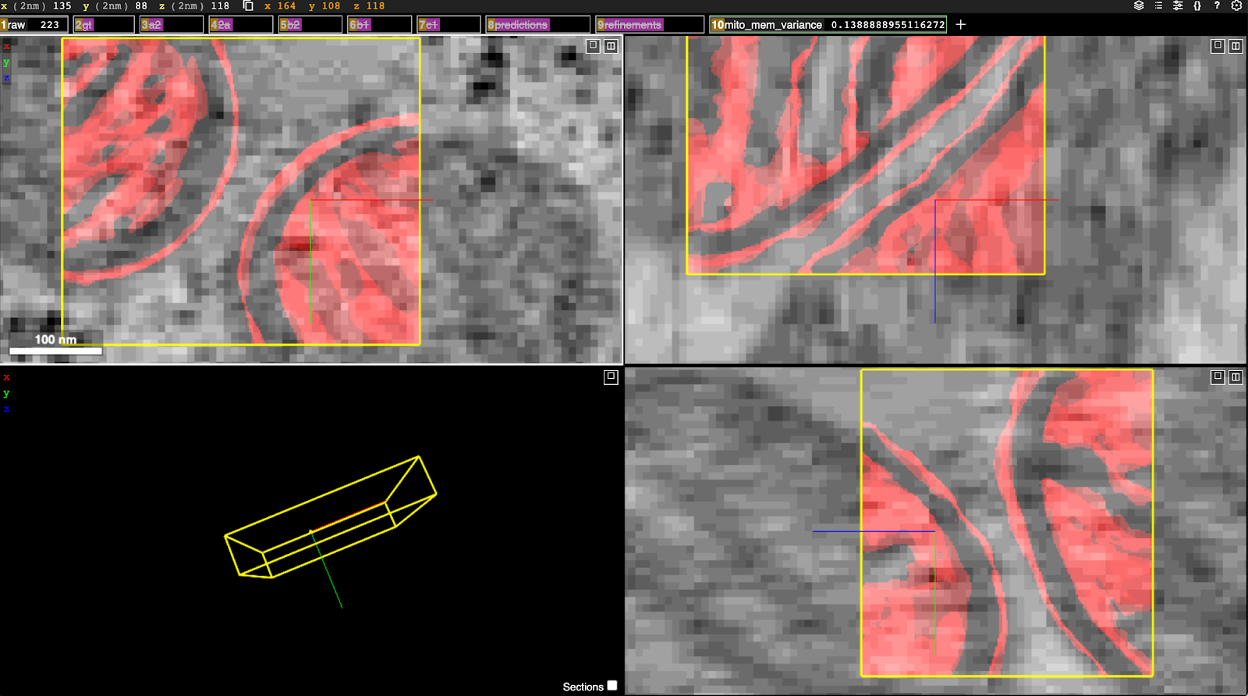 x (2nm) 135 y (2nm) 88 z (2nm) 118 x 164 y 108 z 118
1raw 223 2gt 3a2 42a 5b2 6b1 7c1 8predictions 9refinements 10mito_mem_variance 0.1388888955116272 +
x
y
z
100 nm
x
y
z
Sections